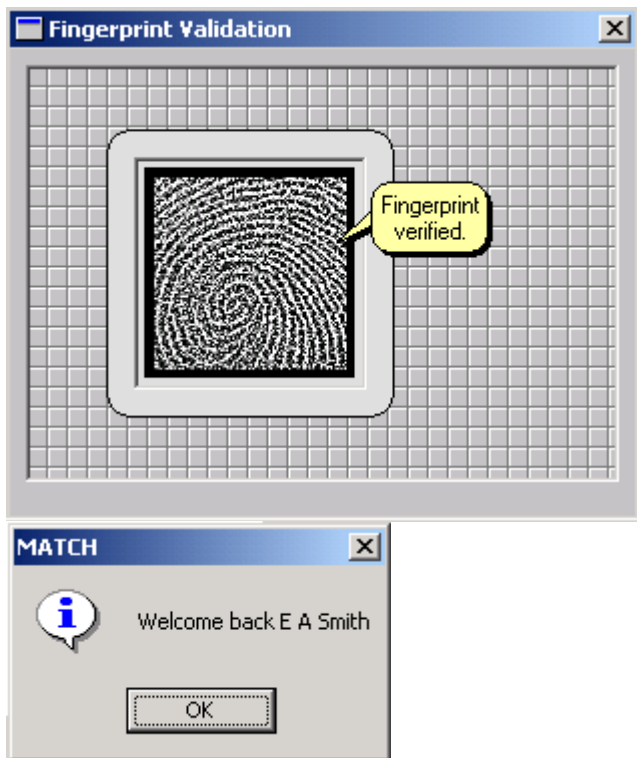 Fingerprint Validation
Fingerprint
verified.
MATCH
Welcome back E A Smith
OK